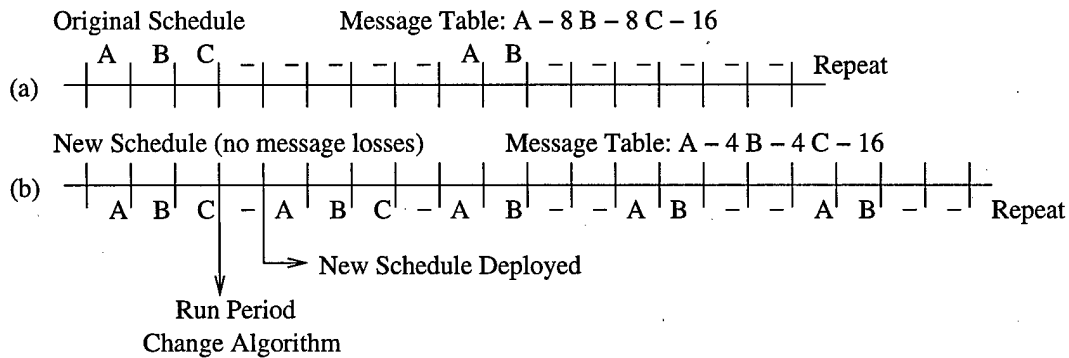 Original Schedule Message Table: A – 8 B – 8 C – 16
A B C – – – – – A B – – – – – – Repeat
(a)
New Schedule (no message losses) Message Table: A – 4 B – 4 C – 16
(b)
A B C – A B C – A B – – A B – – A B – – Repeat
New Schedule Deployed
Run Period
Change Algorithm